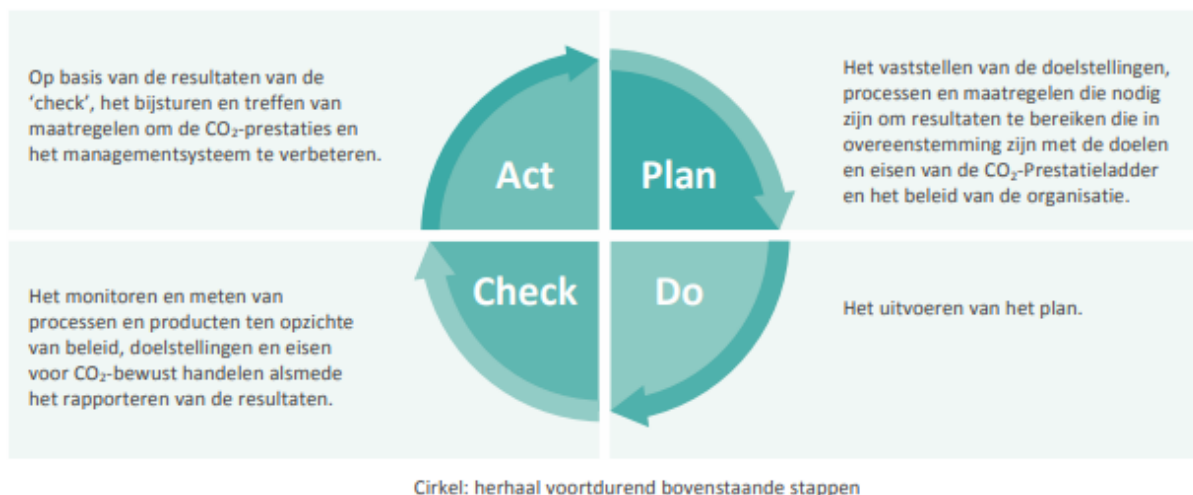 Op basis van de resultaten van de
‘check’, het bijsturen en treffen van
maatregelen om de CO₂-prestaties en
het managementsysteem te verbeteren.
Act
Plan
Het vaststellen van de doelstellingen,
processen en maatregelen die nodig
zijn om resultaten te bereiken die in
overeenstemming zijn met de doelen
en eisen van de CO₂-Prestatieladder
en het beleid van de organisatie.
Het monitoren en meten van
processen en producten ten opzichte
van beleid, doelstellingen en eisen
voor CO₂-bewust handelen alsmede
het rapporteren van de resultaten.
Check
Do
Het uitvoeren van het plan.
Cirkel: herhaal voortdurend bovenstaande stappen